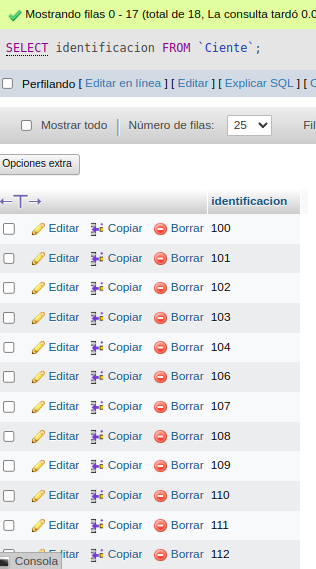 Mostrando filas 0 - 17 (total de 18, La consulta tardó 0.0
SELECT identificacion FROM `Ciente`;
Perfilando [ Editar en línea ] [ Editar ] [ Explicar SQL ] [
Mostrar todo | Número de filas: 25 Fil
Opciones extra
←T→ identificacion
Editar Copiar Borrar 100
Editar Copiar Borrar 101
Editar Copiar Borrar 102
Editar Copiar Borrar 103
Editar Copiar Borrar 104
Editar Copiar Borrar 106
Editar Copiar Borrar 107
Editar Copiar Borrar 108
Editar Copiar Borrar 109
Editar Copiar Borrar 110
Editar Copiar Borrar 111
Editar Copiar Borrar 112
Consola